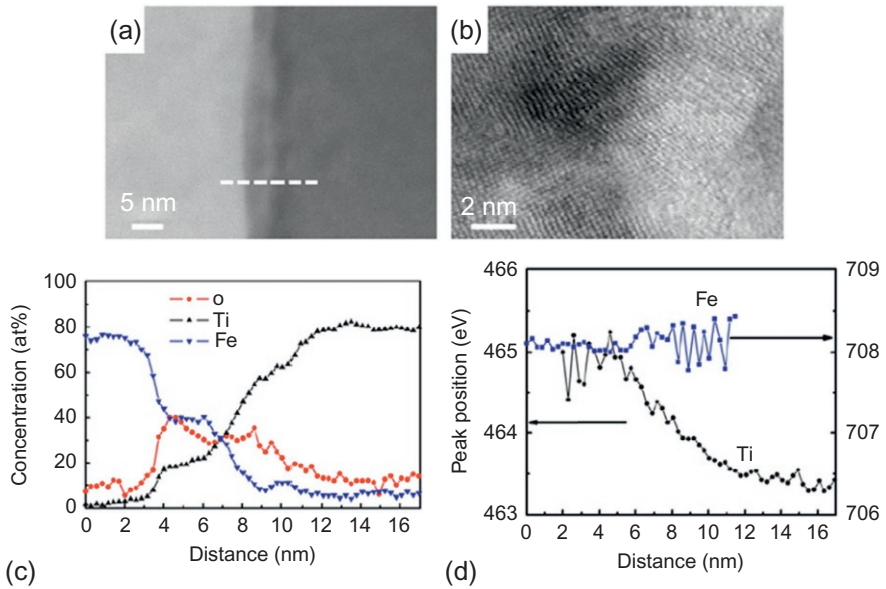 (a)
5 nm
(b)
2 nm
100
80
60
40
20
0
0 2 4 6 8 10 12 14 16
Concentration (at%)
Distance (nm)
o
Ti
Fe
(c)
466
465
464
463
709
708
707
706
0 2 4 6 8 10 12 14 16
Peak position (eV)
Distance (nm)
Fe
Ti
(d)